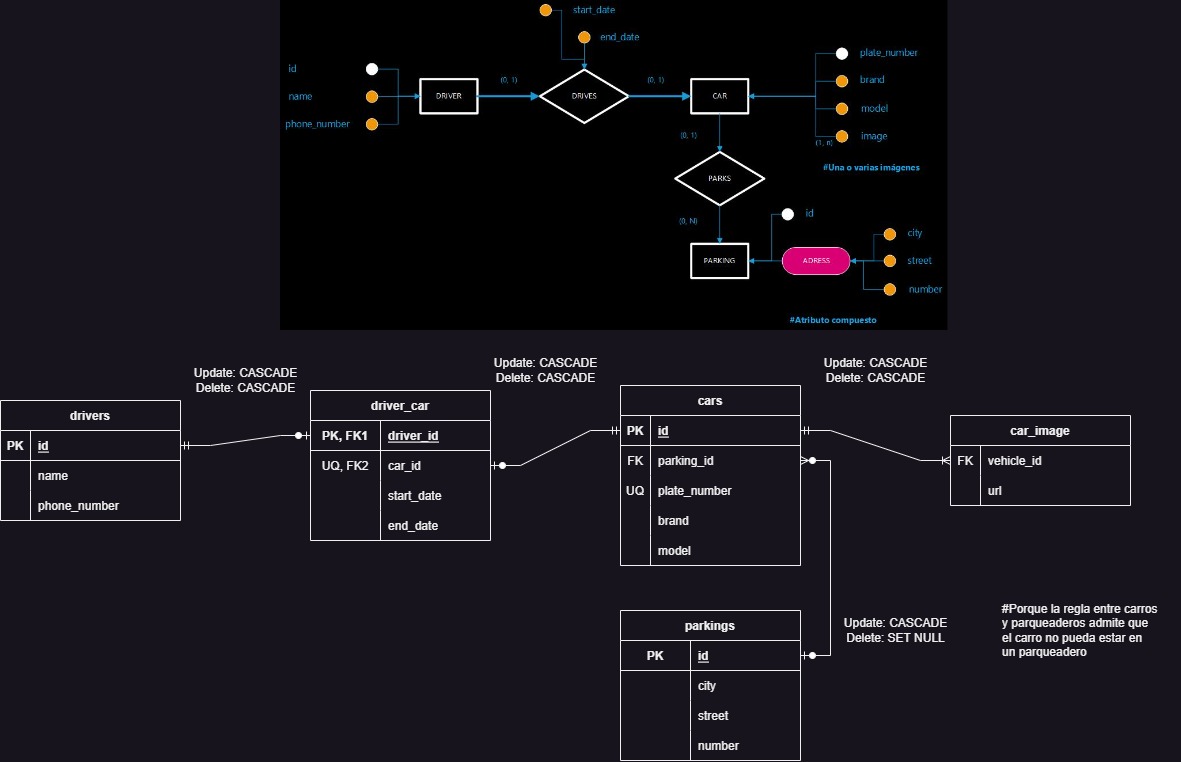 start_date
end_date
id
name
phone_number
DRIVER
(0, 1)
DRIVES
(0, 1)
CAR
plate_number
brand
model
image
(1, n)
#Una o varias imágenes
(0, 1)
PARKS
(0, N)
PARKING
id
ADRESS
city
street
number
#Atributo compuesto
Update: CASCADE
Delete: CASCADE
Update: CASCADE
Delete: CASCADE
Update: CASCADE
Delete: CASCADE
drivers
PK id
name
phone_number
driver_car
PK, FK1 driver_id
UQ, FK2 car_id
start_date
end_date
cars
PK id
FK parking_id
UQ plate_number
brand
model
car_image
FK vehicle_id
url
parkings
PK id
city
street
number
Update: CASCADE
Delete: SET NULL
#Porque la regla entre carros
y parqueaderos admite que
el carro no pueda estar en
un parqueadero